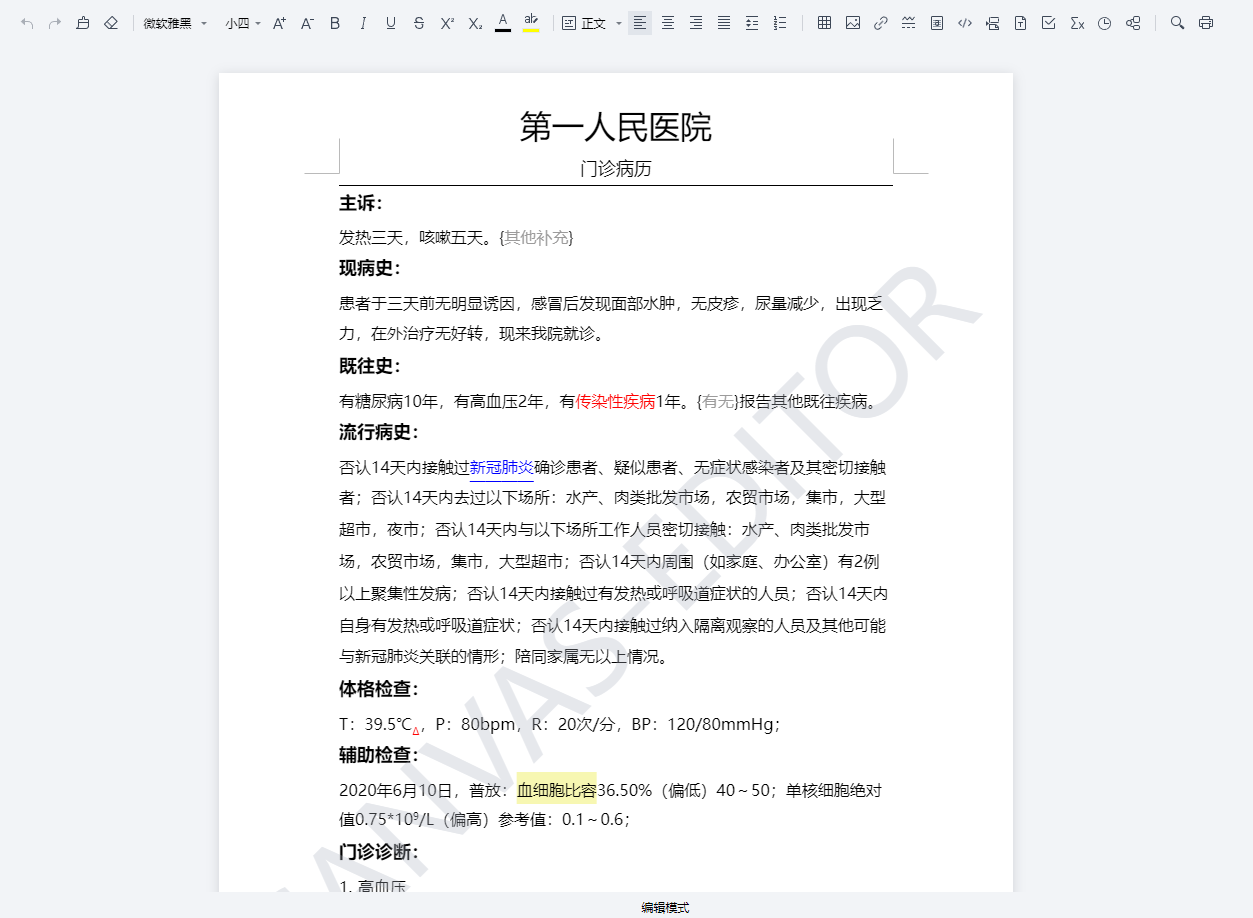 微软雅黑 小四 正文
第一人民医院
门诊病历
主诉：
发热三天，咳嗽五天。{其他补充}
现病史：
患者于三天前无明显诱因，感冒后发现面部水肿，无皮疹，尿量减少，出现乏
力，在外治疗无好转，现来我院就诊。
既往史：
有糖尿病10年，有高血压2年，有传染性疾病1年。{有无}报告其他既往疾病。
流行病史：
否认14天内接触过新冠肺炎确诊患者、疑似患者、无症状感染者及其密切接触
者；否认14天内去过以下场所：水产、肉类批发市场，农贸市场，集市，大型
超市，夜市；否认14天内与以下场所工作人员密切接触：水产、肉类批发市
场，农贸市场，集市，大型超市；否认14天内周围（如家庭、办公室）有2例
以上聚集性发病；否认14天内接触过有发热或呼吸道症状的人员；否认14天内
自身有发热或呼吸道症状；否认14天内接触过纳入隔离观察的人员及其他可能
与新冠肺炎关联的情形；陪同家属无以上情况。
体格检查：
T：39.5℃△，P：80bpm，R：20次/分，BP：120/80mmHg；
辅助检查：
2020年6月10日，普放：血细胞比容36.50%（偏低）40～50；单核细胞绝对
值0.75*10⁹/L（偏高）参考值：0.1～0.6；
门诊诊断：
1. 高血压
ANVAS-EDITOR
编辑模式